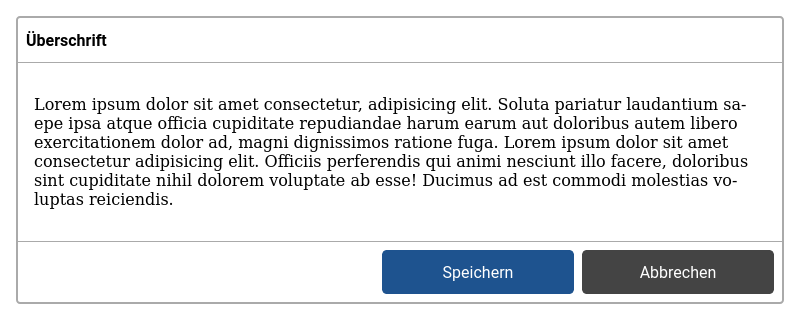 Überschrift
Lorem ipsum dolor sit amet consectetur, adipisicing elit. Soluta pariatur laudantium sa-
epe ipsa atque officia cupiditate repudiandae harum earum aut doloribus autem libero
exercitationem dolor ad, magni dignissimos ratione fuga. Lorem ipsum dolor sit amet
consectetur adipisicing elit. Officiis perferendis qui animi nesciunt illo facere, doloribus
sint cupiditate nihil dolorem voluptate ab esse! Ducimus ad est commodi molestias vo-
luptas reiciendis.
Speichern
Abbrechen